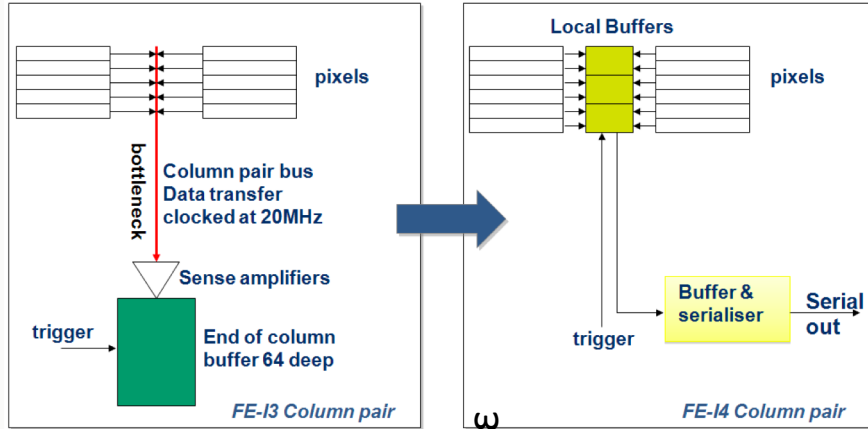 pixels
bottleneck
Column pair bus
Data transfer
clocked at 20MHz
Sense amplifiers
trigger
End of column
buffer 64 deep
FE-I3 Column pair
Local Buffers
pixels
Buffer &
serialiser
Serial
out
trigger
3
FE-I4 Column pair